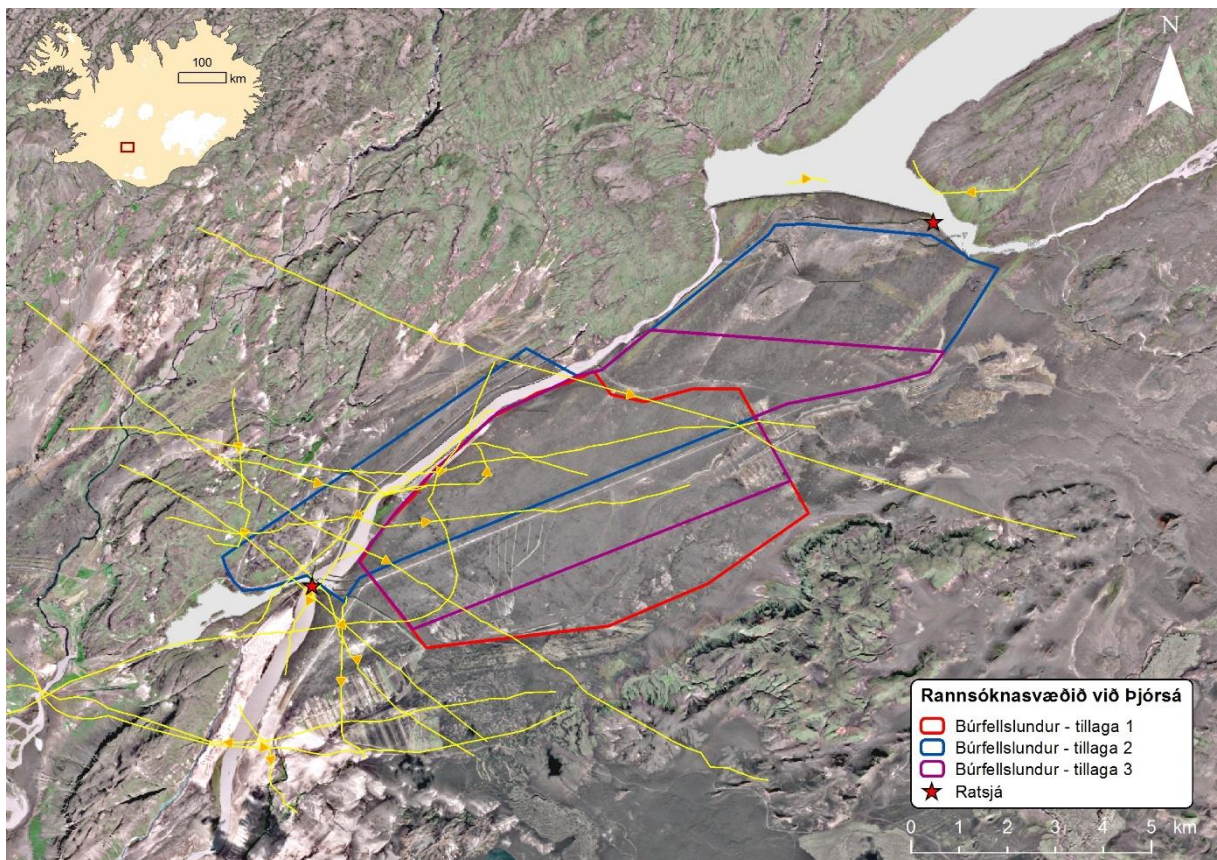 100
km
N
Rannsóknasvæðið við Þjórsá
Búrfellslundur - tillaga 1
Búrfellslundur - tillaga 2
Búrfellslundur - tillaga 3
Ratsjá
0 1 2 3 4 5 km